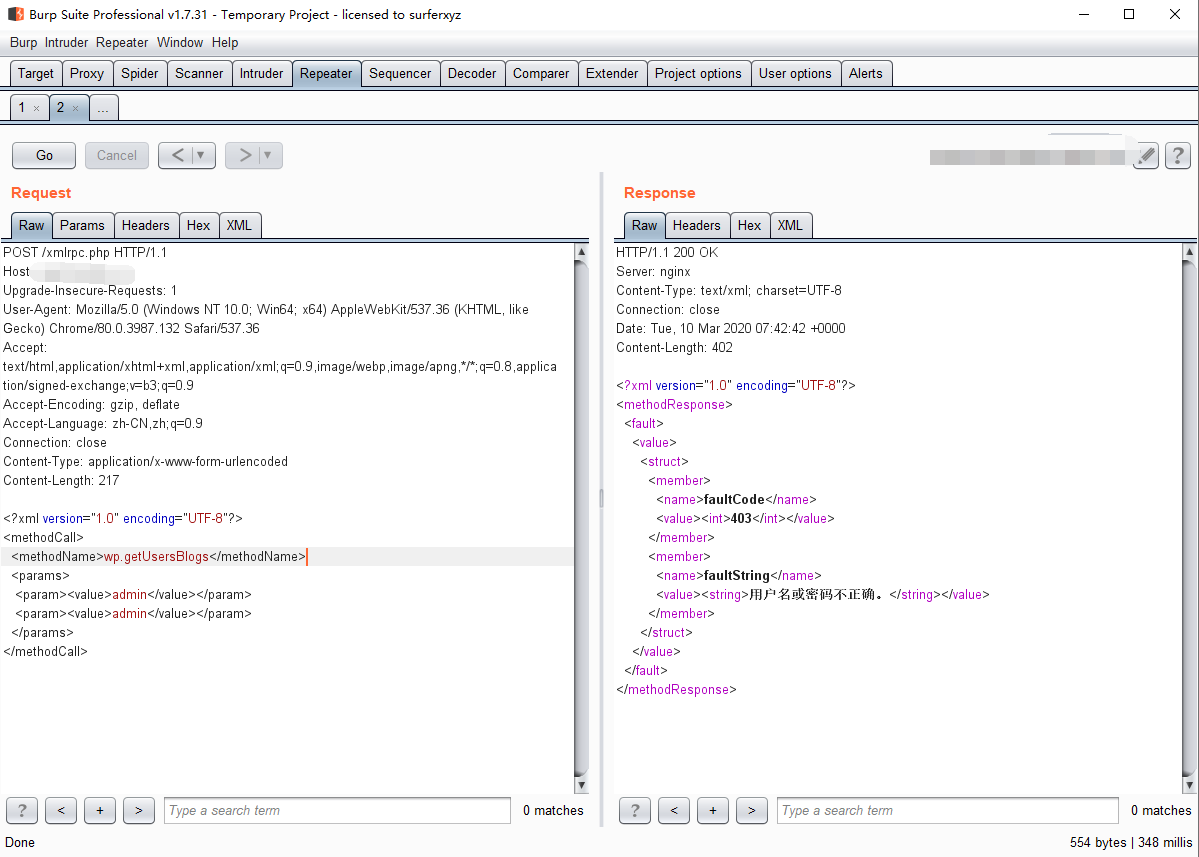 Burp Suite Professional v1.7.31 - Temporary Project - licensed to surferxyz
Burp Intruder Repeater Window Help
Target Proxy Spider Scanner Intruder Repeater Sequencer Decoder Comparer Extender Project options User options Alerts
1 × 2 × ...
Go Cancel < ▼ > ▼ ?
Request
Raw Params Headers Hex XML
POST /xmlrpc.php HTTP/1.1
Host
Upgrade-Insecure-Requests: 1
User-Agent: Mozilla/5.0 (Windows NT 10.0; Win64; x64) AppleWebKit/537.36 (KHTML, like
Gecko) Chrome/80.0.3987.132 Safari/537.36
Accept:
text/html,application/xhtml+xml,application/xml;q=0.9,image/webp,image/apng,*/*;q=0.8,applica
tion/signed-exchange;v=b3;q=0.9
Accept-Encoding: gzip, deflate
Accept-Language: zh-CN,zh;q=0.9
Connection: close
Content-Type: application/x-www-form-urlencoded
Content-Length: 217
<?xml version="1.0" encoding="UTF-8"?>
<methodCall>
<methodName>wp.getUsersBlogs</methodName>
<params>
<param><value>admin</value></param>
<param><value>admin</value></param>
</params>
</methodCall>
? < + > Type a search term 0 matches
Response
Raw Headers Hex XML
HTTP/1.1 200 OK
Server: nginx
Content-Type: text/xml; charset=UTF-8
Connection: close
Date: Tue, 10 Mar 2020 07:42:42 +0000
Content-Length: 402
<?xml version="1.0" encoding="UTF-8"?>
<methodResponse>
<fault>
<value>
<struct>
<member>
<name>faultCode</name>
<value><int>403</int></value>
</member>
<member>
<name>faultString</name>
<value><string>用户名或密码不正确。</string></value>
</member>
</struct>
</value>
</fault>
</methodResponse>
? < + > Type a search term 0 matches
Done
554 bytes | 348 millis